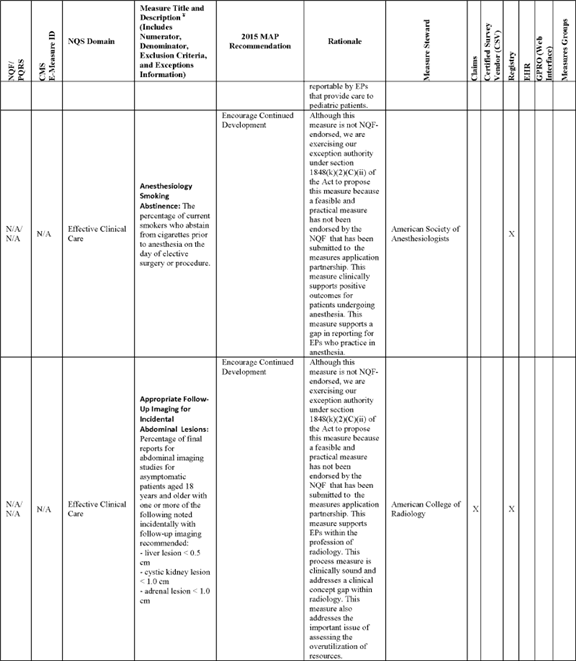 NQF/
PQRS
CMS
E-Measure ID
NQS Domain
Measure Title and
Description ¥
(Includes
Numerator,
Denominator,
Exclusion Criteria,
and Exceptions
Information)
2015 MAP
Recommendation
Rationale
Measure Steward
Claims
Certified Survey
Vendor (CSV)
Registry
EHR
GPRO (Web
Interface)
Measures Groups
reportable by EPs
that provide care to
pediatric patients.
N/A/
N/A
N/A
Effective Clinical
Care
Anesthesiology
Smoking
Abstinence: The
percentage of current
smokers who abstain
from cigarettes prior
to anesthesia on the
day of elective
surgery or procedure.
Encourage Continued
Development
Although this
measure is not NQF-
endorsed, we are
exercising our
exception authority
under section
1848(k)(2)(C)(ii) of
the Act to propose
this measure because
a feasible and
practical measure
has not been
endorsed by the
NQF that has been
submitted to the
measures application
partnership. This
measure clinically
supports positive
outcomes for
patients undergoing
anesthesia. This
measure supports a
gap in reporting for
EPs who practice in
anesthesia.
American Society of
Anesthesiologists
X
N/A/
N/A
N/A
Effective Clinical
Care
Appropriate Follow-
Up Imaging for
Incidental
Abdominal Lesions:
Percentage of final
reports for
abdominal imaging
studies for
asymptomatic
patients aged 18
years and older with
one or more of the
following noted
incidentally with
follow-up imaging
recommended:
- liver lesion < 0.5
cm
- cystic kidney lesion
< 1.0 cm
- adrenal lesion < 1.0
cm
Encourage Continued
Development
Although this
measure is not NQF-
endorsed, we are
exercising our
exception authority
under section
1848(k)(2)(C)(ii) of
the Act to propose
this measure because
a feasible and
practical measure
has not been
endorsed by the
NQF that has been
submitted to the
measures application
partnership. This
measure supports
EPs within the
profession of
radiology. This
process measure is
clinically sound and
addresses a clinical
concept gap within
radiology. This
measure also
addresses the
important issue of
assessing the
overutilization of
resources.
American College of
Radiology
X
X